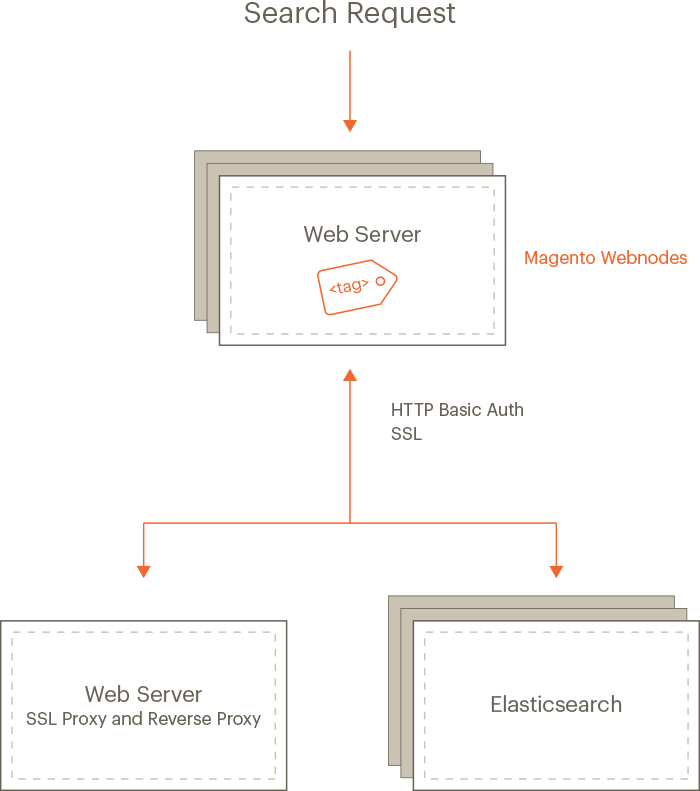 Search Request
Web Server
<tag>
Magento Webnodes
HTTP Basic Auth
SSL
Web Server
SSL Proxy and Reverse Proxy
Elasticsearch